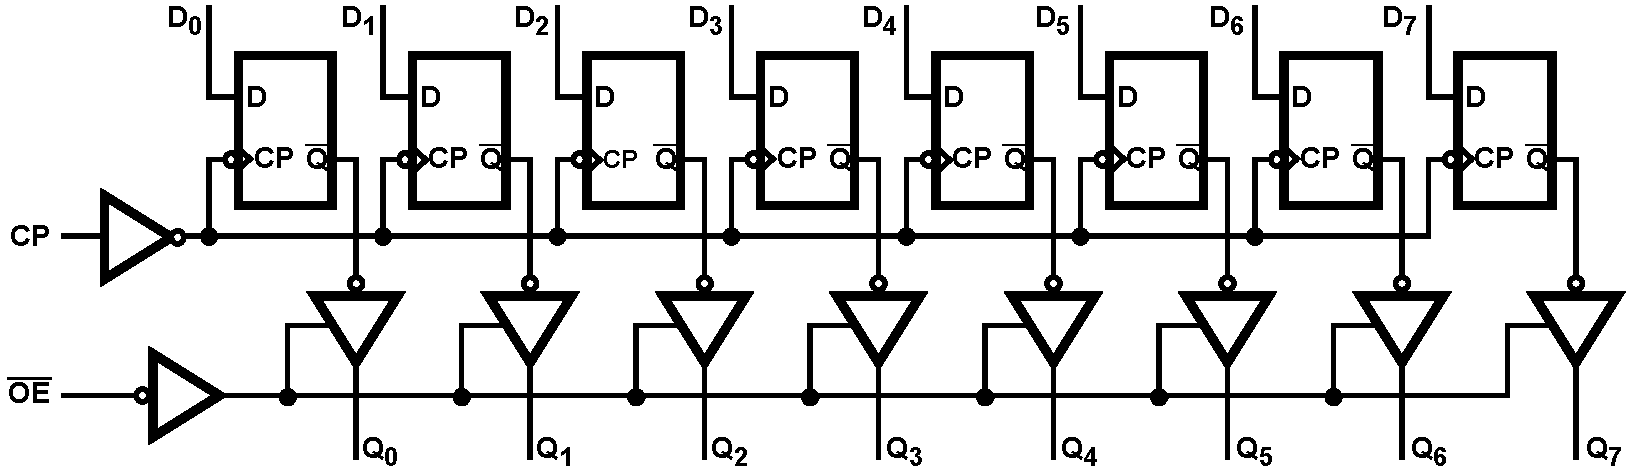 D0 D1 D2 D3 D4 D5 D6 D7
D D D D D D D D
CP Q̅ CP Q̅ CP Q̅ CP Q̅ CP Q̅ CP Q̅ CP Q̅ CP Q̅
CP
O̅E̅
Q0 Q1 Q2 Q3 Q4 Q5 Q6 Q7